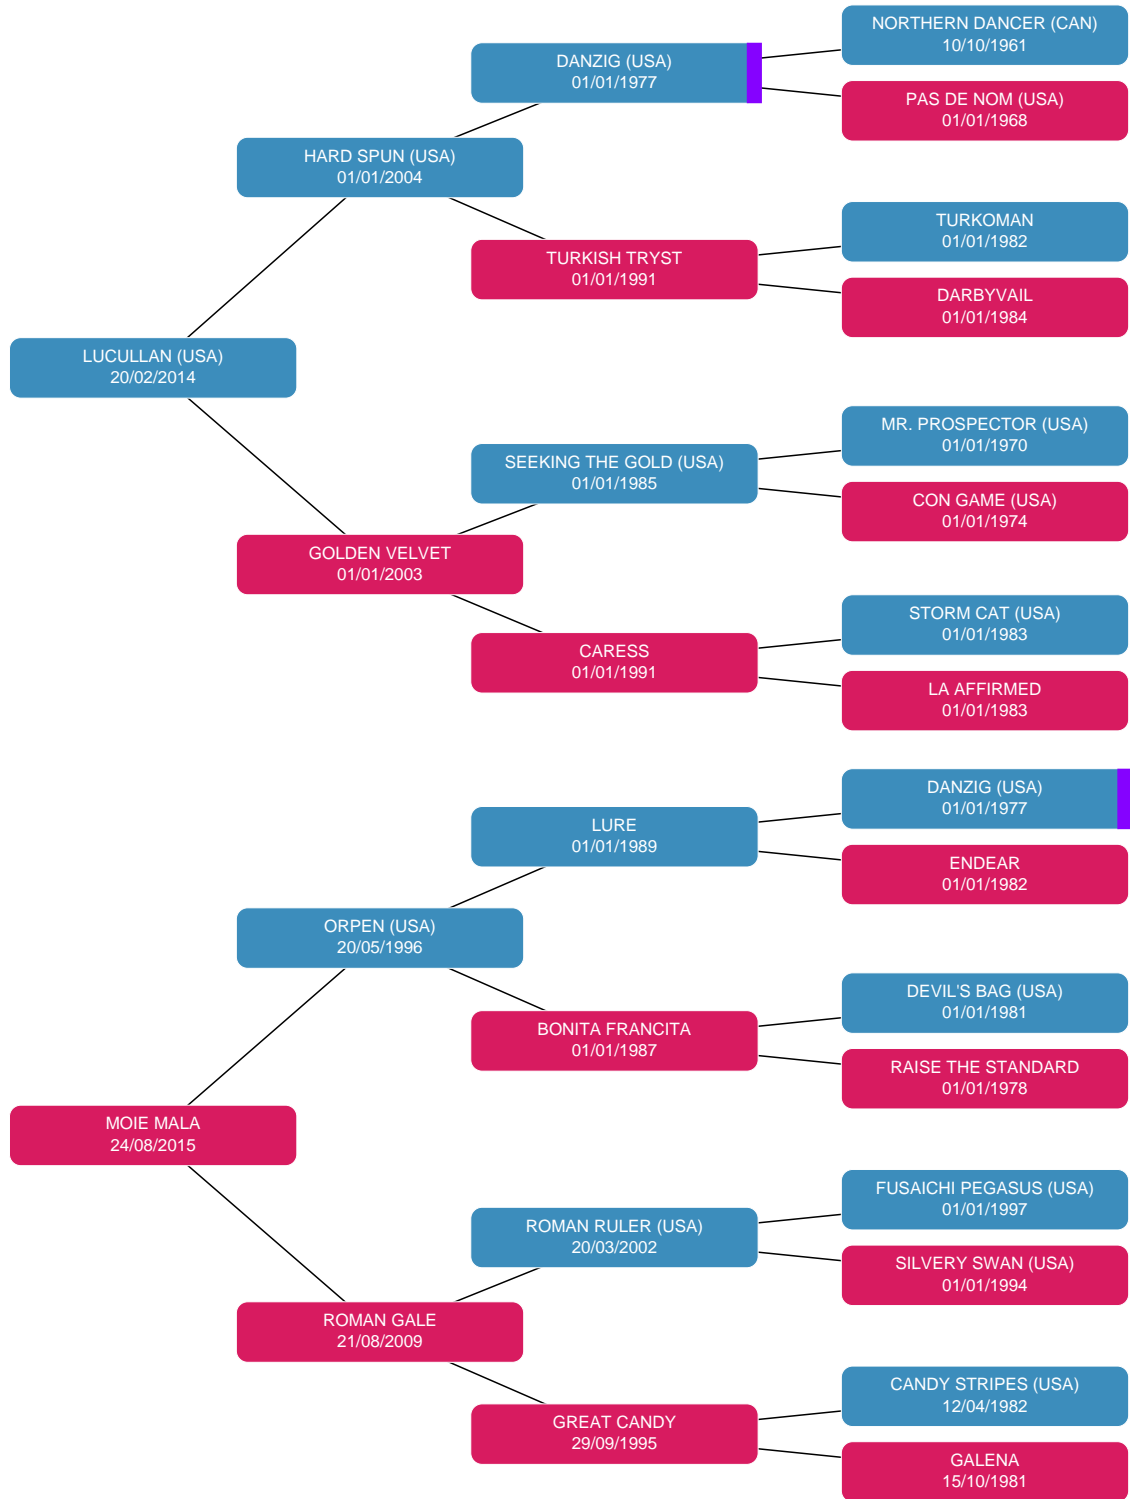 NORTHERN DANCER (CAN)
10/10/1961
DANZIG (USA)
01/01/1977
PAS DE NOM (USA)
01/01/1968
HARD SPUN (USA)
01/01/2004
TURKOMAN
01/01/1982
TURKISH TRYST
01/01/1991
DARBYVAIL
01/01/1984
LUCULLAN (USA)
20/02/2014
MR. PROSPECTOR (USA)
01/01/1970
SEEKING THE GOLD (USA)
01/01/1985
CON GAME (USA)
01/01/1974
GOLDEN VELVET
01/01/2003
STORM CAT (USA)
01/01/1983
CARESS
01/01/1991
LA AFFIRMED
01/01/1983
DANZIG (USA)
01/01/1977
LURE
01/01/1989
ENDEAR
01/01/1982
ORPEN (USA)
20/05/1996
DEVIL'S BAG (USA)
01/01/1981
BONITA FRANCITA
01/01/1987
RAISE THE STANDARD
01/01/1978
MOIE MALA
24/08/2015
FUSAICHI PEGASUS (USA)
01/01/1997
ROMAN RULER (USA)
20/03/2002
SILVERY SWAN (USA)
01/01/1994
ROMAN GALE
21/08/2009
CANDY STRIPES (USA)
12/04/1982
GREAT CANDY
29/09/1995
GALENA
15/10/1981